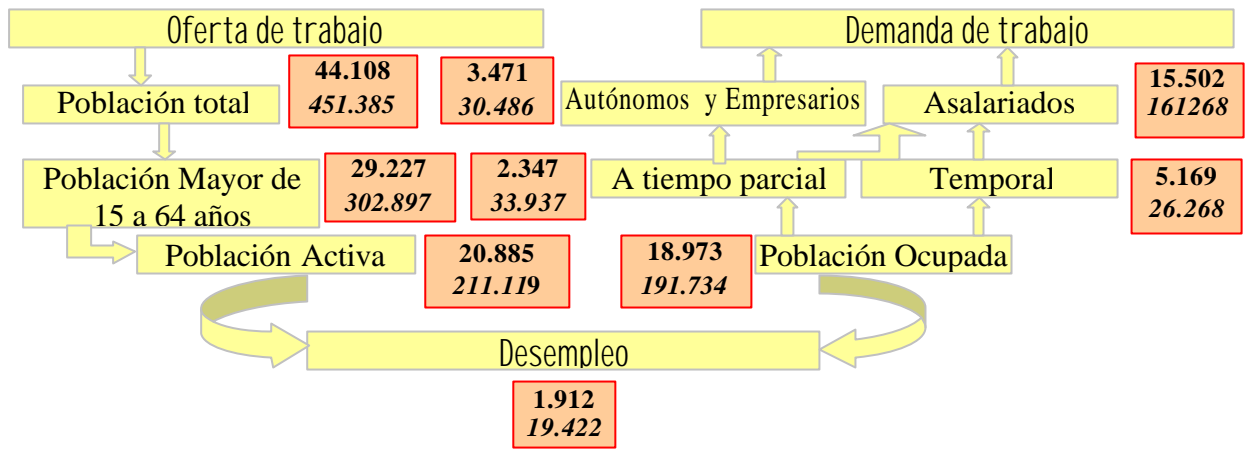 Oferta de trabajo
Demanda de trabajo
Población total
44.108
451.385
3.471
30.486
Autónomos y Empresarios
Asalariados
15.502
161268
Población Mayor de
15 a 64 años
29.227
302.897
2.347
33.937
A tiempo parcial
Temporal
5.169
26.268
Población Activa
20.885
211.119
18.973
191.734
Población Ocupada
Desempleo
1.912
19.422